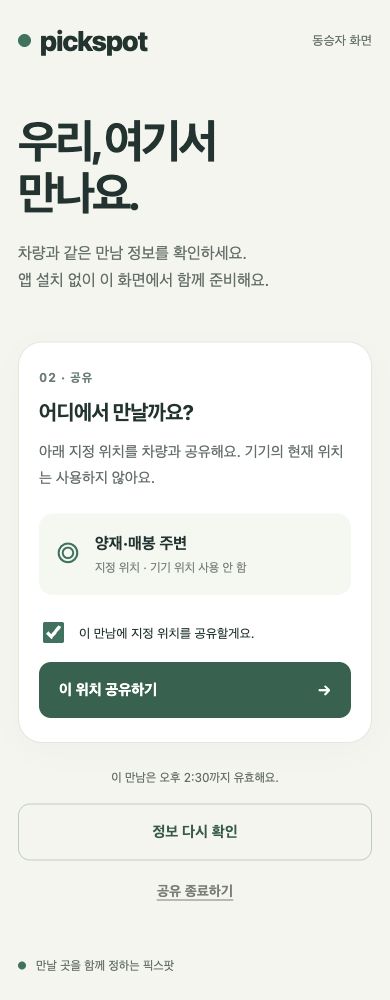 pickspot
동승자 화면
우리, 여기서
만나요.
차량과 같은 만남 정보를 확인하세요.
앱 설치 없이 이 화면에서 함께 준비해요.
02 · 공유
어디에서 만날까요?
아래 지정 위치를 차량과 공유해요. 기기의 현재 위치
는 사용하지 않아요.
양재·매봉 주변
지정 위치 · 기기 위치 사용 안 함
이 만남에 지정 위치를 공유할게요.
이 위치 공유하기 →
이 만남은 오후 2:30까지 유효해요.
정보 다시 확인
공유 종료하기
만날 곳을 함께 정하는 픽스팟